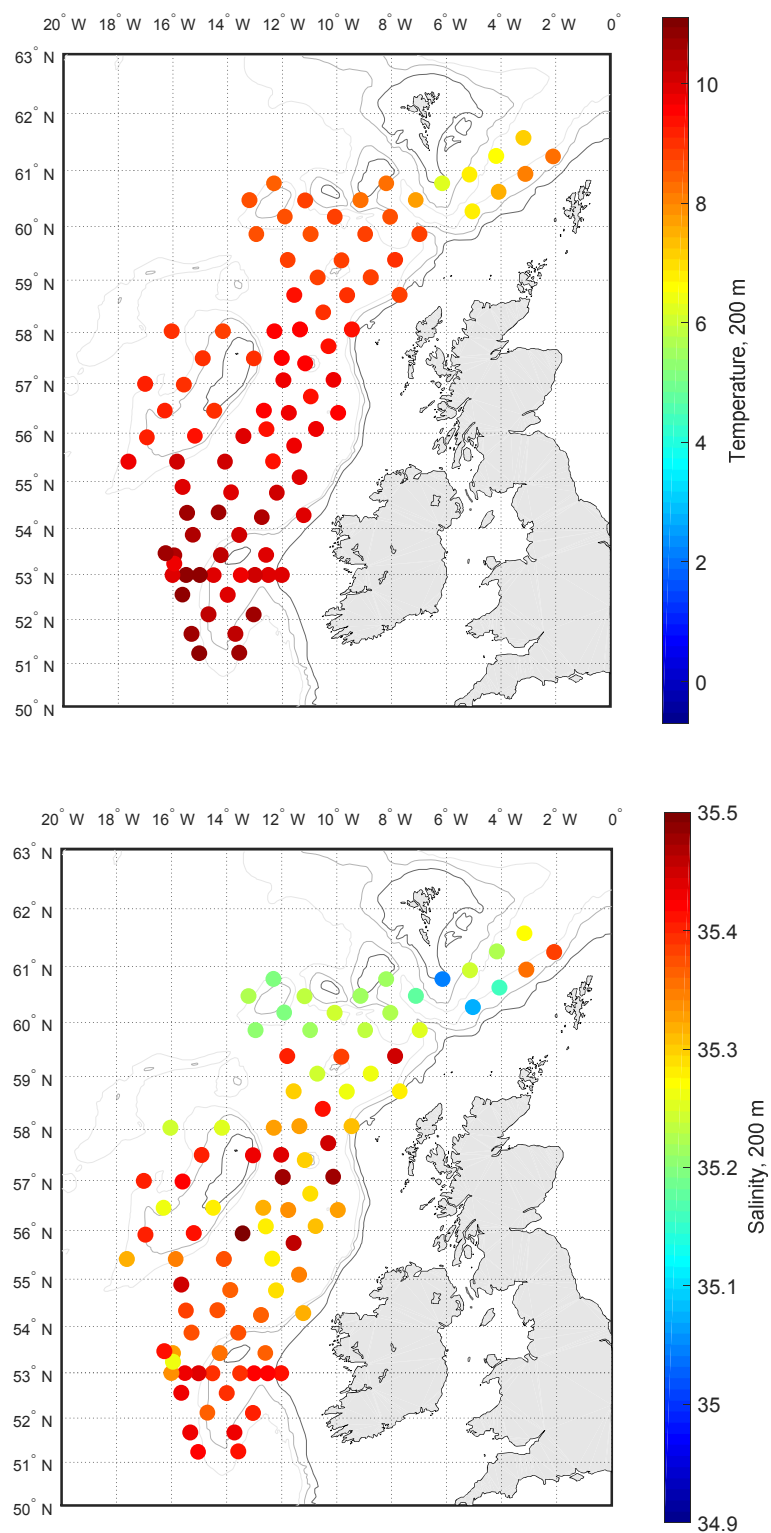 20° W 18° W 16° W 14° W 12° W 10° W 8° W 6° W 4° W 2° W 0°
63° N
62° N
61° N
60° N
59° N
58° N
57° N
56° N
55° N
54° N
53° N
52° N
51° N
50° N
10
8
6
4
2
0
Temperature, 200 m
20° W 18° W 16° W 14° W 12° W 10° W 8° W 6° W 4° W 2° W 0°
63° N
62° N
61° N
60° N
59° N
58° N
57° N
56° N
55° N
54° N
53° N
52° N
51° N
50° N
35.5
35.4
35.3
35.2
35.1
35
34.9
Salinity, 200 m